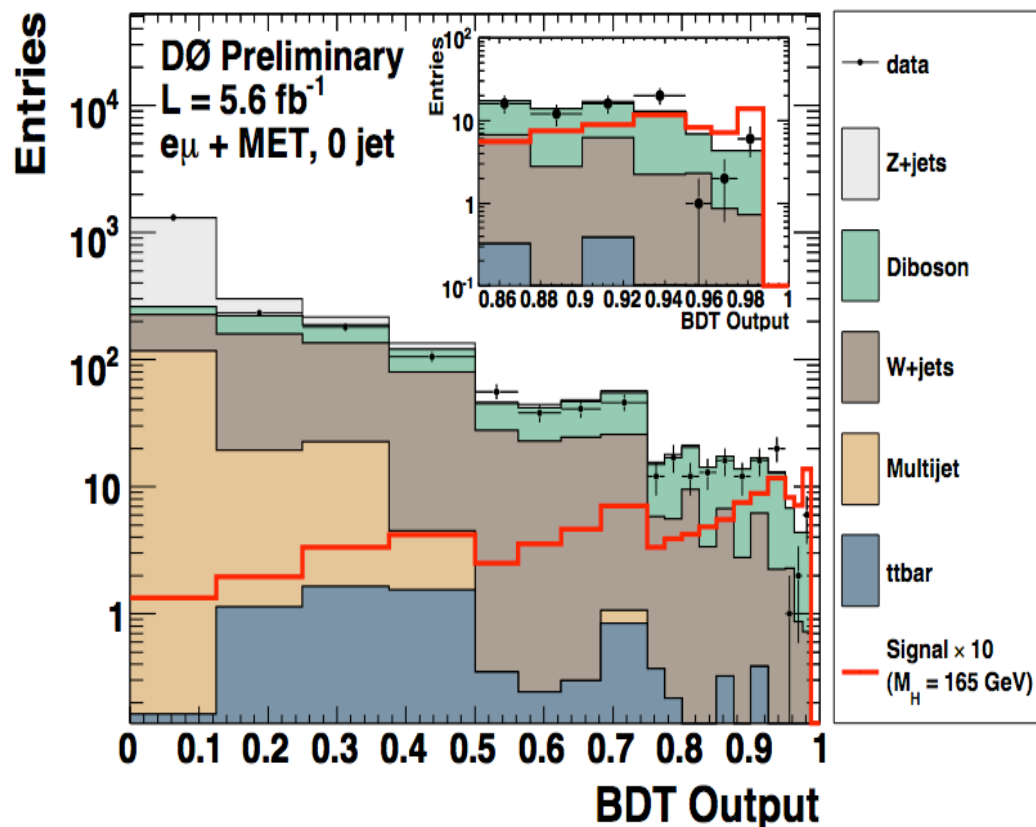 Entries
DØ Preliminary
L = 5.6 fb⁻¹
eμ + MET, 0 jet
10⁴
10³
10²
10
1
0 0.1 0.2 0.3 0.4 0.5 0.6 0.7 0.8 0.9 1
BDT Output
Entries
10²
10
1
10⁻¹
0.86 0.88 0.9 0.92 0.94 0.96 0.98 1
BDT Output
data
Z+jets
Diboson
W+jets
Multijet
ttbar
Signal × 10
(M_H = 165 GeV)